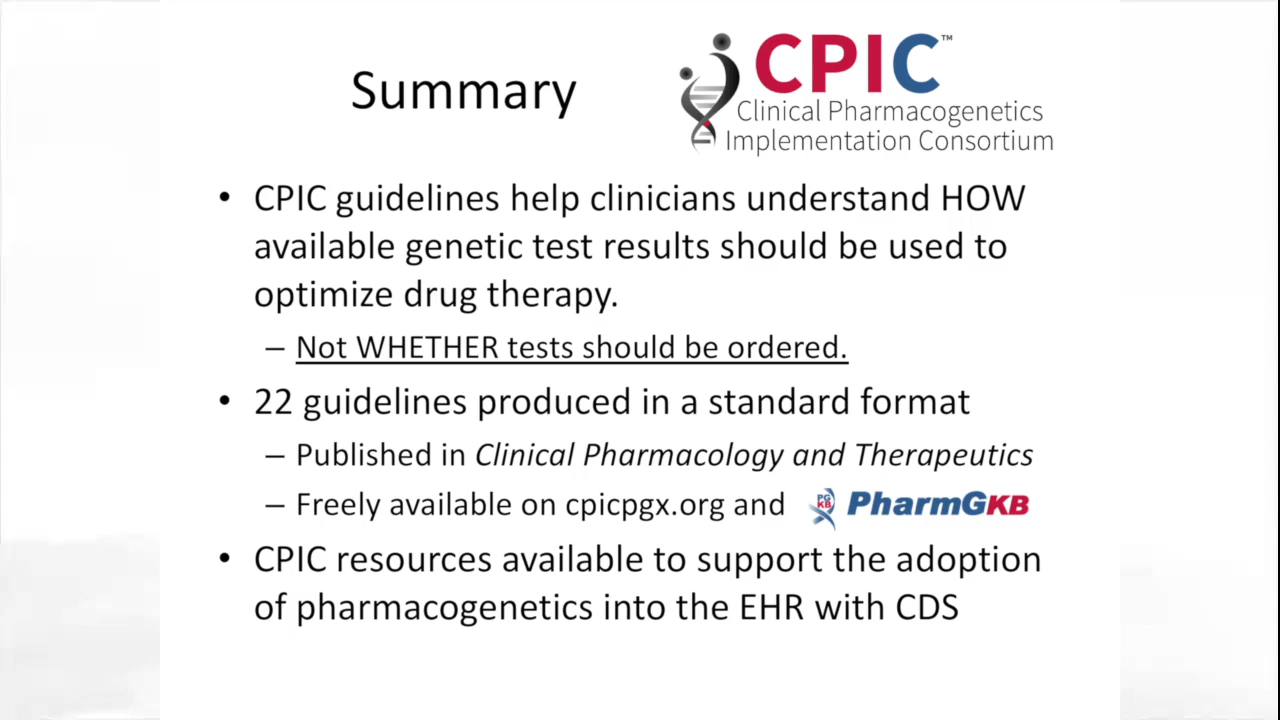 Summary
CPIC™
Clinical Pharmacogenetics
Implementation Consortium
• CPIC guidelines help clinicians understand HOW
available genetic test results should be used to
optimize drug therapy.
– Not WHETHER tests should be ordered.
• 22 guidelines produced in a standard format
– Published in Clinical Pharmacology and Therapeutics
– Freely available on cpicpgx.org and PGKB PharmGKB
• CPIC resources available to support the adoption
of pharmacogenetics into the EHR with CDS